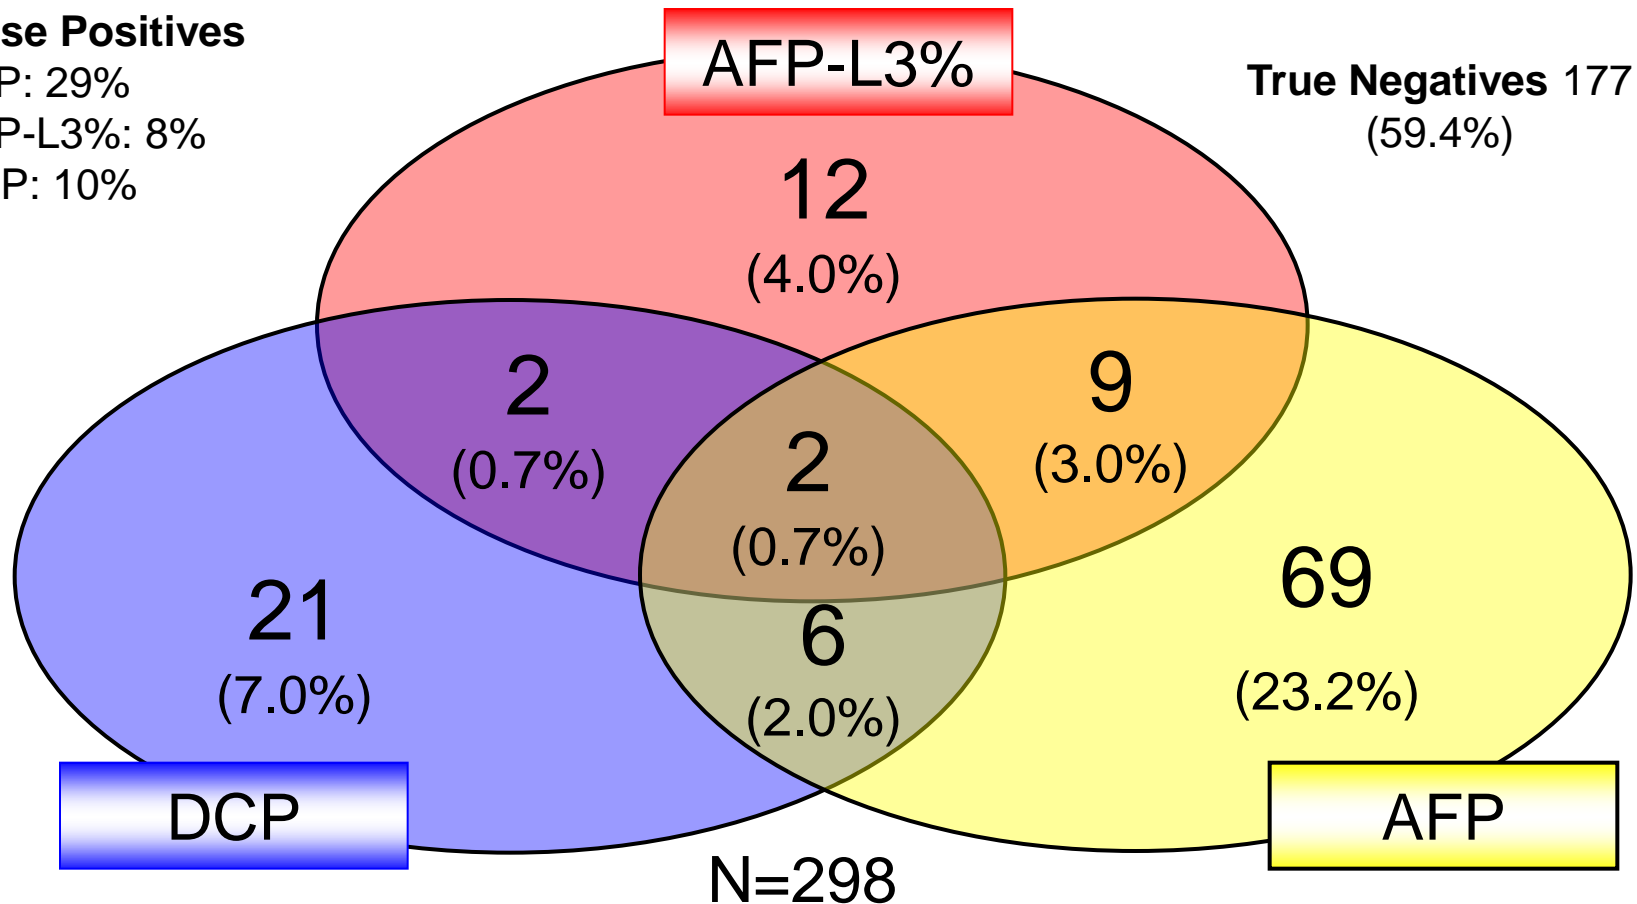 se Positives
P: 29%
P-L3%: 8%
P: 10%
AFP-L3%
True Negatives 177
(59.4%)
12
(4.0%)
2
(0.7%)
9
(3.0%)
2
(0.7%)
21
(7.0%)
6
(2.0%)
69
(23.2%)
DCP
AFP
N=298